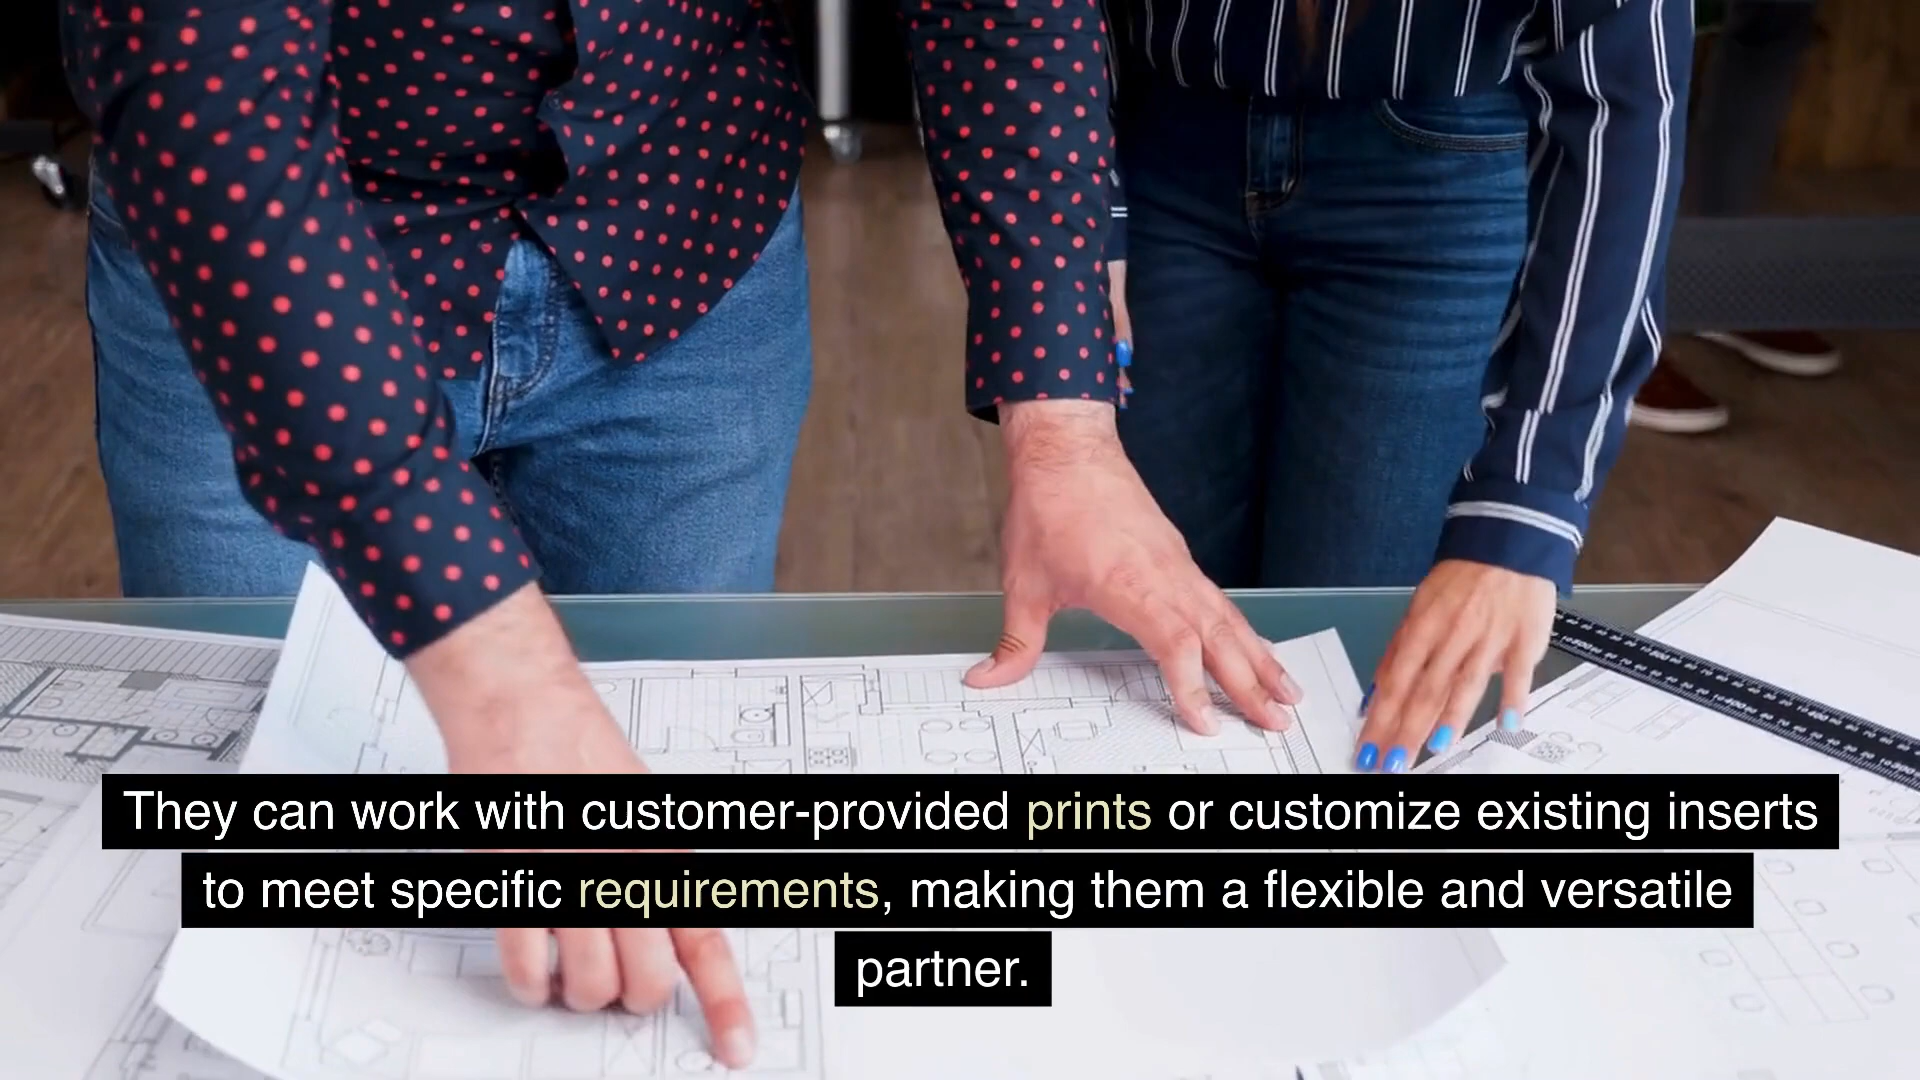 They can work with customer-provided prints or customize existing inserts
to meet specific requirements, making them a flexible and versatile
partner.